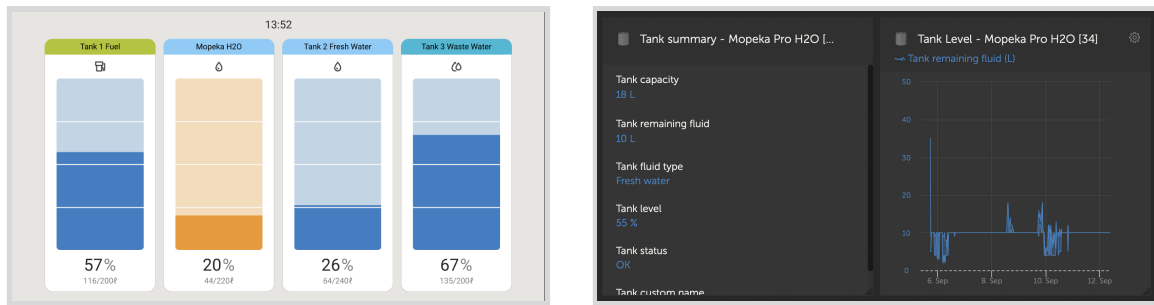 13:52
Tank 1 Fuel
Mopeka H2O
Tank 2 Fresh Water
Tank 3 Waste Water
57%
116/200ℓ
20%
44/220ℓ
26%
64/240ℓ
67%
135/200ℓ
Tank summary - Mopeka Pro H2O [...
Tank capacity
18 L
Tank remaining fluid
10 L
Tank fluid type
Fresh water
Tank level
55 %
Tank status
OK
Tank custom name
Tank Level - Mopeka Pro H2O [34]
Tank remaining fluid (L)
50
40
30
20
10
0
6. Sep
8. Sep
10. Sep
12. Sep